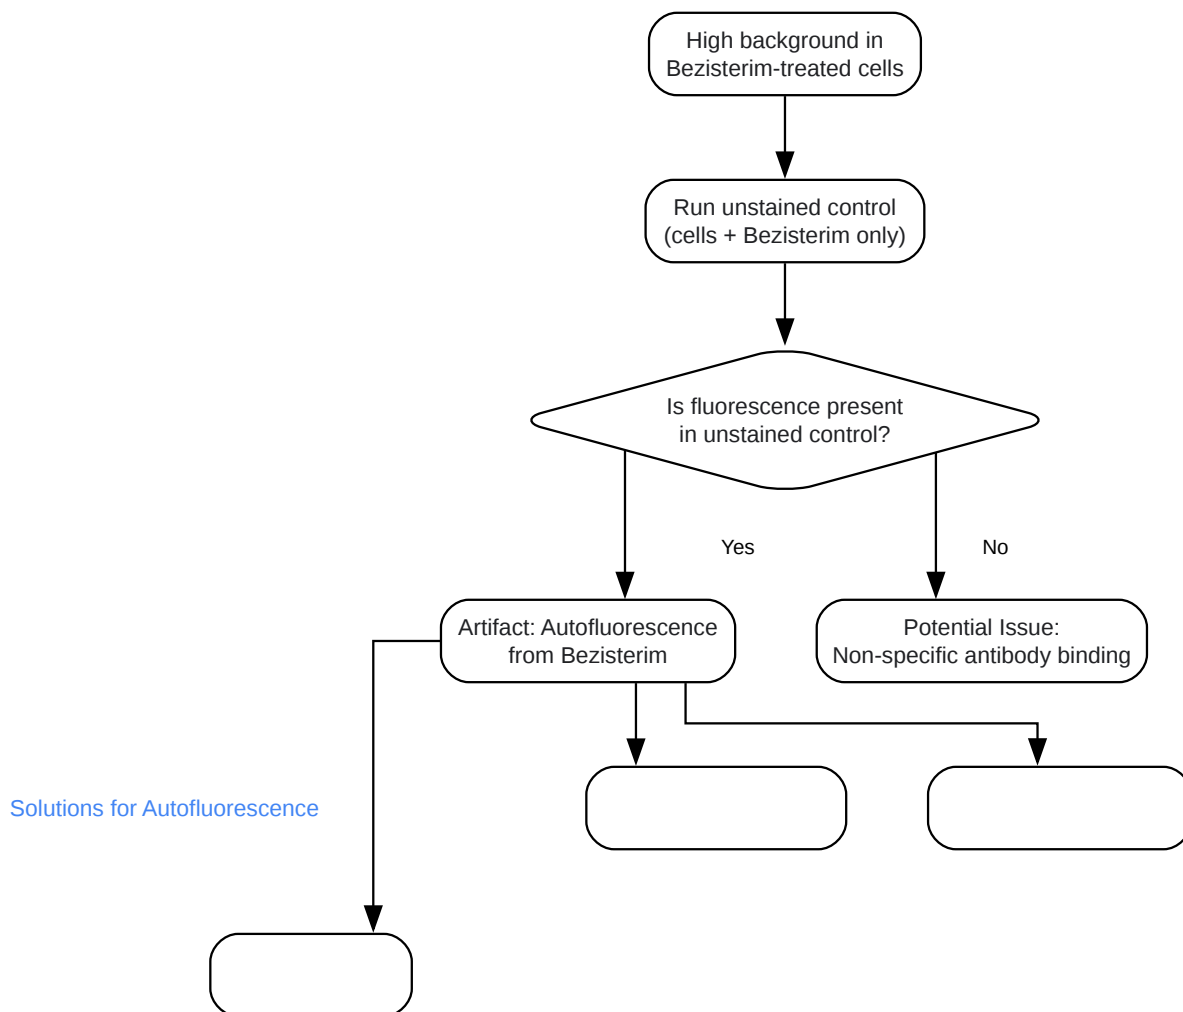 High background in
Bezisterim-treated cells
Run unstained control
(cells + Bezisterim only)
Is fluorescence present
in unstained control?
Yes
No
Artifact: Autofluorescence
from Bezisterim
Potential Issue:
Non-specific antibody binding
Solutions for Autofluorescence